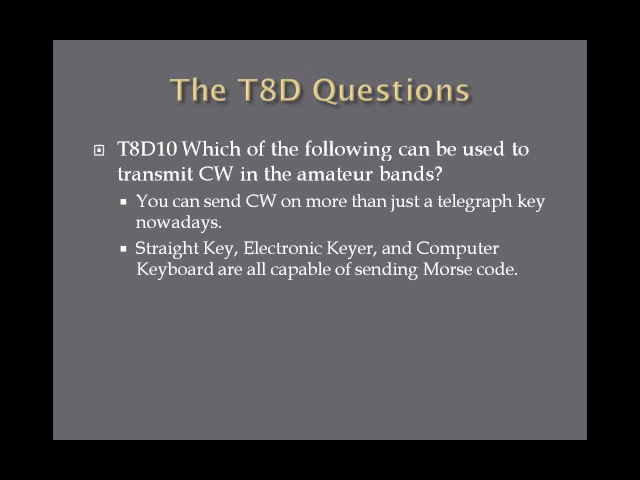 The T8D Questions
T8D10 Which of the following can be used to
transmit CW in the amateur bands?
You can send CW on more than just a telegraph key
nowadays.
Straight Key, Electronic Keyer, and Computer
Keyboard are all capable of sending Morse code.